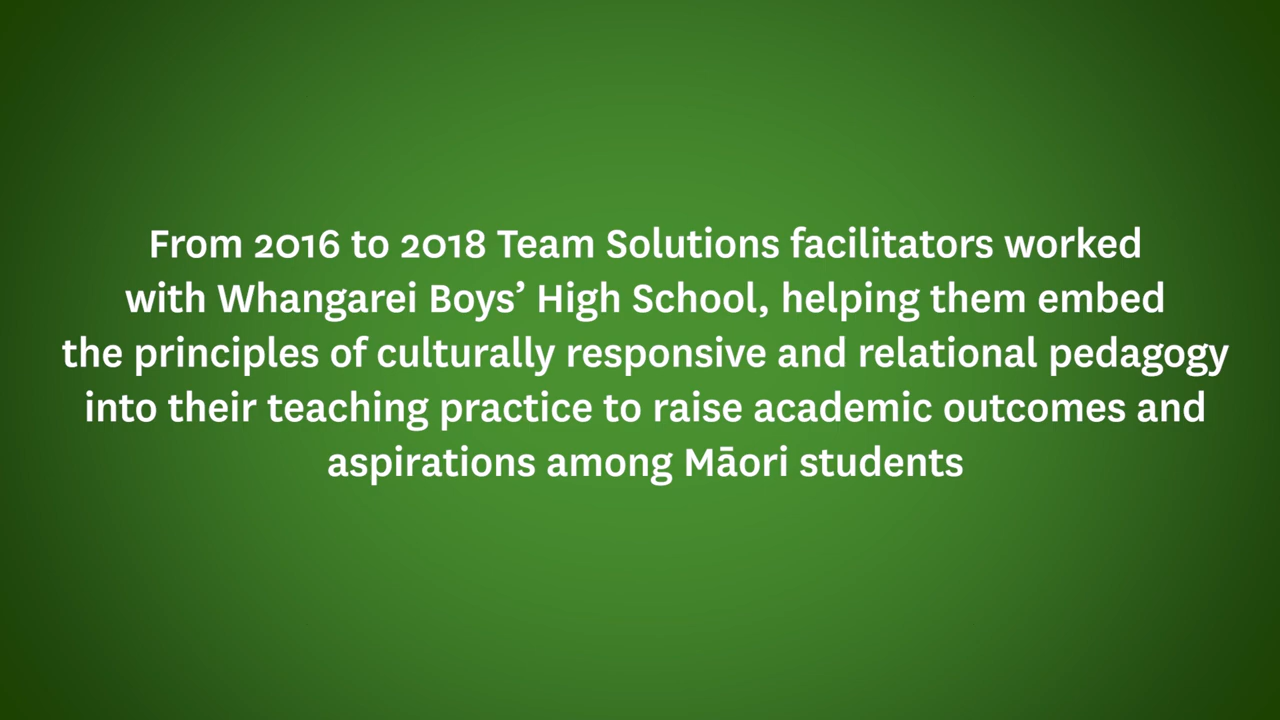 From 2016 to 2018 Team Solutions facilitators worked
with Whangarei Boys’ High School, helping them embed
the principles of culturally responsive and relational pedagogy
into their teaching practice to raise academic outcomes and
aspirations among Māori students